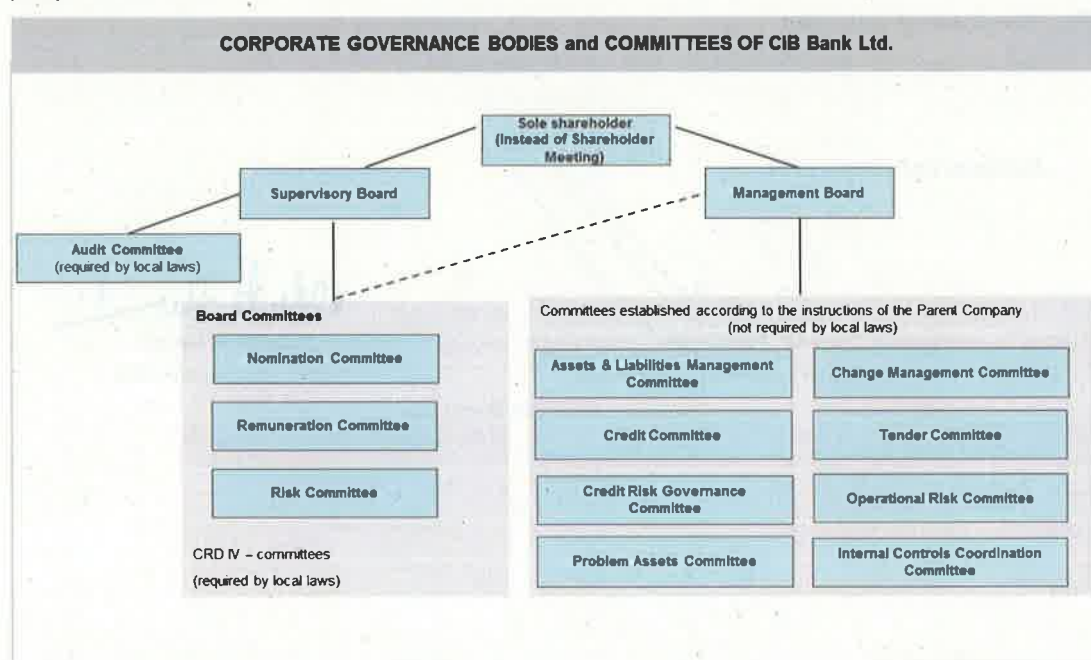 CORPORATE GOVERNANCE BODIES and COMMITTEES OF CIB Bank Ltd.
Sole shareholder
(Instead of Shareholder
Meeting)
Supervisory Board
Management Board
Audit Committee
(required by local laws)
Board Committees
Nomination Committee
Remuneration Committee
Risk Committee
CRD IV – committees
(required by local laws)
Committees established according to the instructions of the Parent Company
(not required by local laws)
Assets & Liabilities Management
Committee
Change Management Committee
Credit Committee
Tender Committee
Credit Risk Governance
Committee
Operational Risk Committee
Problem Assets Committee
Internal Controls Coordination
Committee